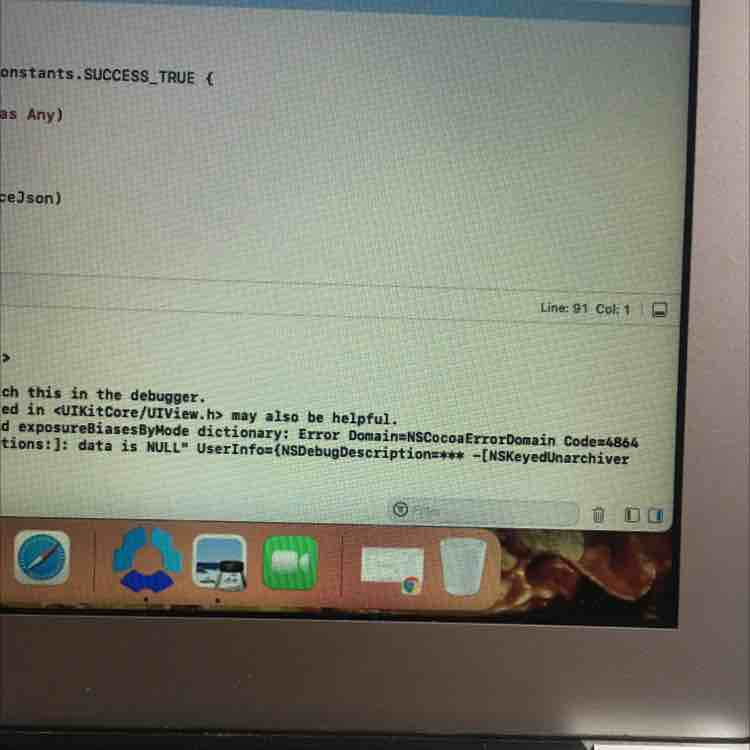 onstants.SUCCESS_TRUE {
as Any)
ceJson)
Line: 91 Col: 1
>
ch this in the debugger.
ed in <UIKitCore/UIView.h> may also be helpful.
d exposureBiasesByMode dictionary: Error Domain=NSCocoaErrorDomain Code=4864
tions:]: data is NULL" UserInfo={NSDebugDescription=*** -[NSKeyedUnarchiver
Filter